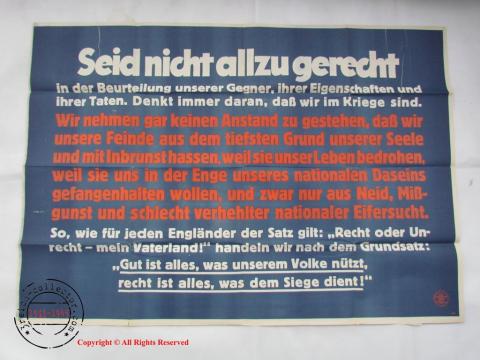 Seid nicht allzu gerecht
in der Beurteilung unserer Gegner, ihrer Eigenschaften und
ihrer Taten. Denkt immer daran, daß wir im Kriege sind.
Wir nehmen gar keinen Anstand zu gestehen, daß wir
unsere Feinde aus dem tiefsten Grund unserer Seele
und mit Inbrunst hassen, weil sie unser Leben bedrohen,
weil sie uns in der Enge unseres nationalen Daseins
gefangenhalten wollen, und zwar nur aus Neid, Miß-
gunst und schlecht verhehlter nationaler Eifersucht.
So, wie für jeden Engländer der Satz gilt: „Recht oder Un-
recht – mein Vaterland!" handeln wir nach dem Grundsatz:
„Gut ist alles, was unserem Volke nützt,
recht ist alles, was dem Siege dient!"
Copyright © All Rights Reserved